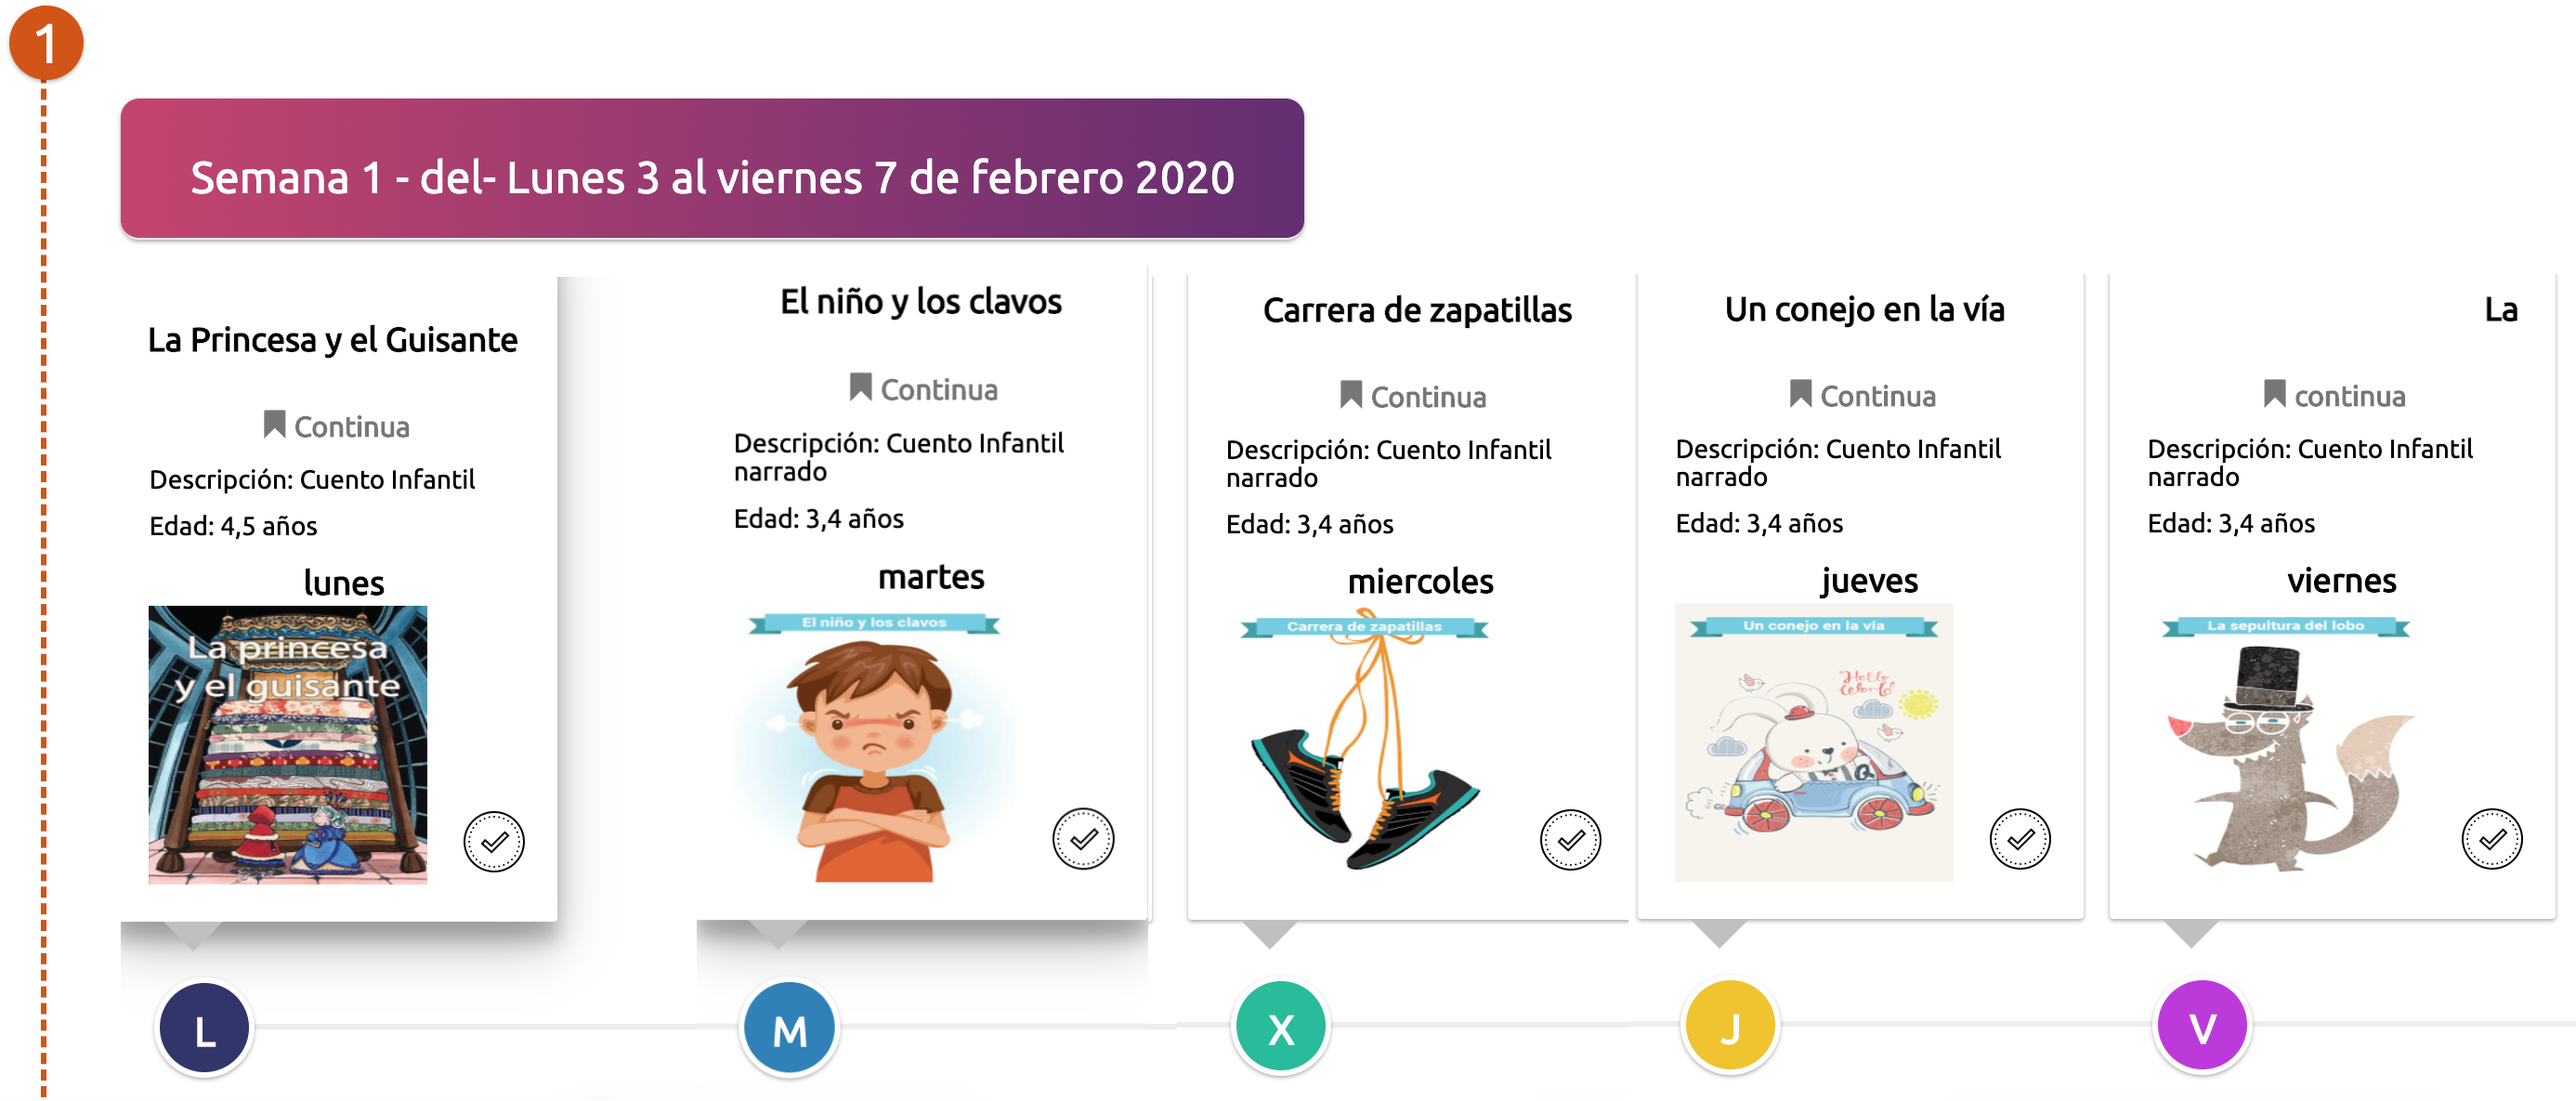 1
Semana 1 - del- Lunes 3 al viernes 7 de febrero 2020
La Princesa y el Guisante
Continua
Descripción: Cuento Infantil
Edad: 4,5 años
lunes
La princesa
y el guisante
L
El niño y los clavos
Continua
Descripción: Cuento Infantil
narrado
Edad: 3,4 años
martes
El niño y los clavos
M
Carrera de zapatillas
Continua
Descripción: Cuento Infantil
narrado
Edad: 3,4 años
miercoles
Carrera de zapatillas
X
Un conejo en la vía
Continua
Descripción: Cuento Infantil
narrado
Edad: 3,4 años
jueves
Un conejo en la vía
Hello
World
J
La
continua
Descripción: Cuento Infantil
narrado
Edad: 3,4 años
viernes
La sepultura del lobo
V